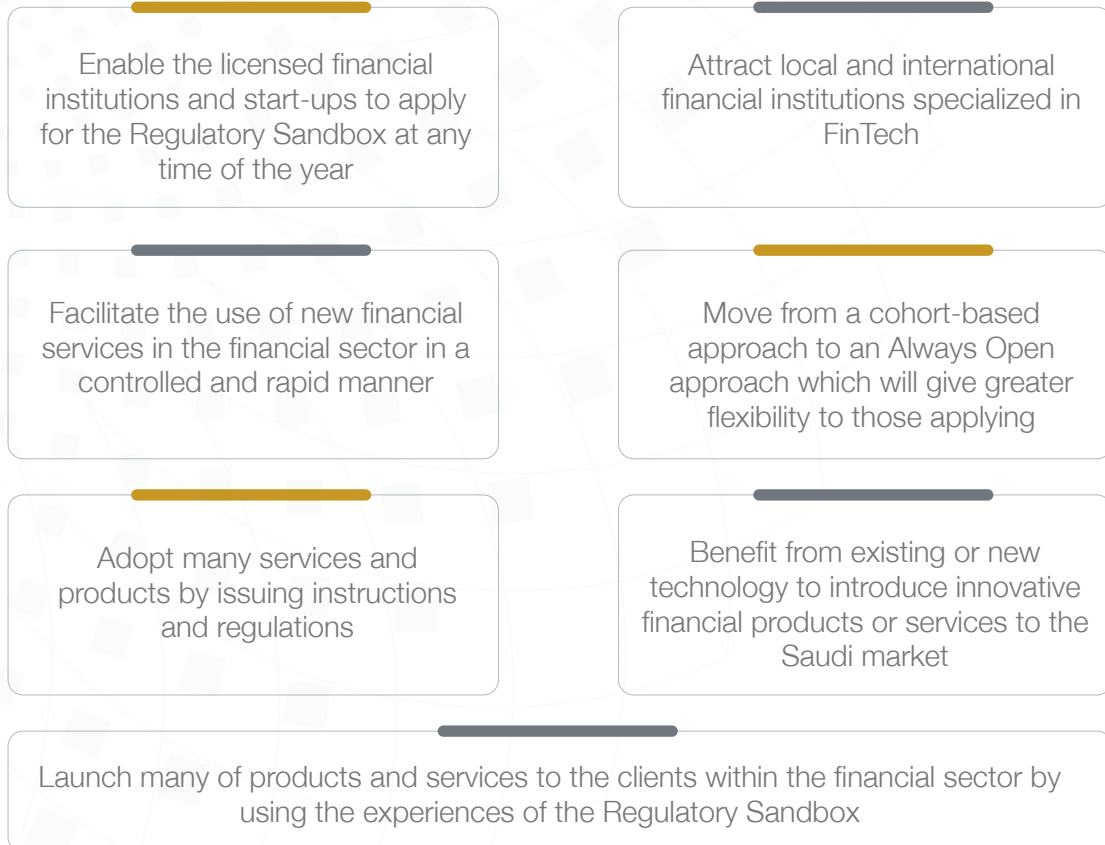 Enable the licensed financial
institutions and start-ups to apply
for the Regulatory Sandbox at any
time of the year
Attract local and international
financial institutions specialized in
FinTech
Facilitate the use of new financial
services in the financial sector in a
controlled and rapid manner
Move from a cohort-based
approach to an Always Open
approach which will give greater
flexibility to those applying
Adopt many services and
products by issuing instructions
and regulations
Benefit from existing or new
technology to introduce innovative
financial products or services to the
Saudi market
Launch many of products and services to the clients within the financial sector by
using the experiences of the Regulatory Sandbox